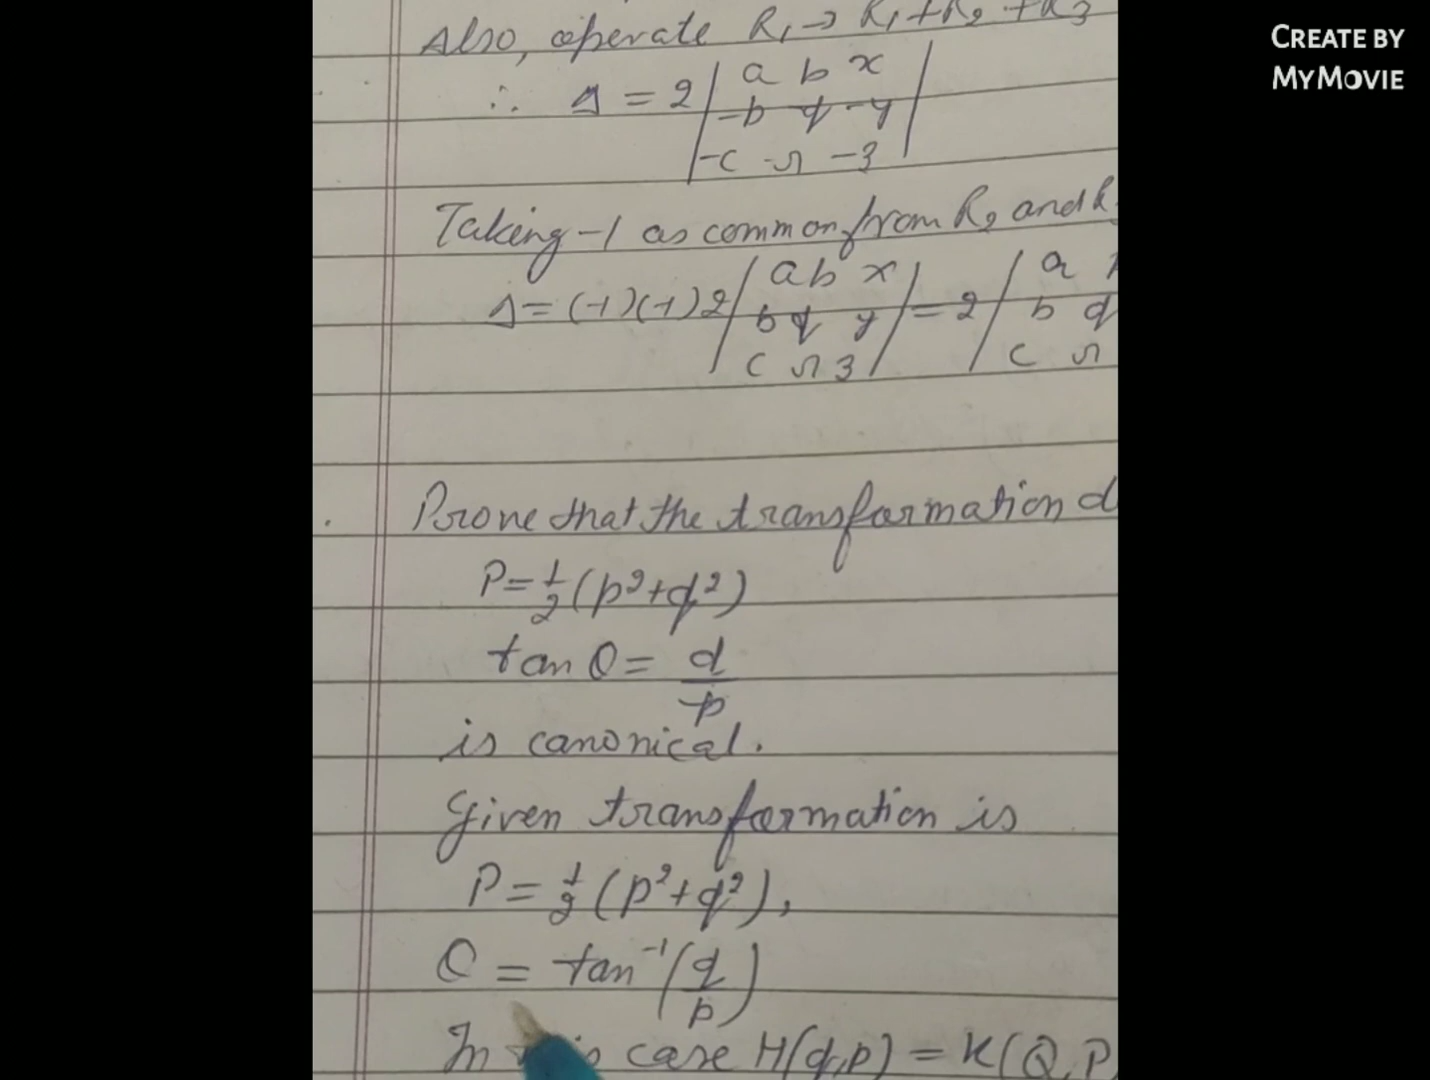 CREATE BY
MYMOVIE
Also, operate R₁ → R₁+R₂+R₃
∴ Δ = 2 | a b x
-b -q -y
-c -r -z |
Taking -1 as common from R₂ and R
Δ = (-1)(-1) 2 | a b x | = 2 | a
b q y b q
c r z c r
Prove that the transformation d
P = ½ (p² + q²)
tan Q = q/p
is canonical.
Given transformation is
P = ½ (p² + q²),
Q = tan⁻¹ (q/p)
In case H(q,p) = K(Q,P